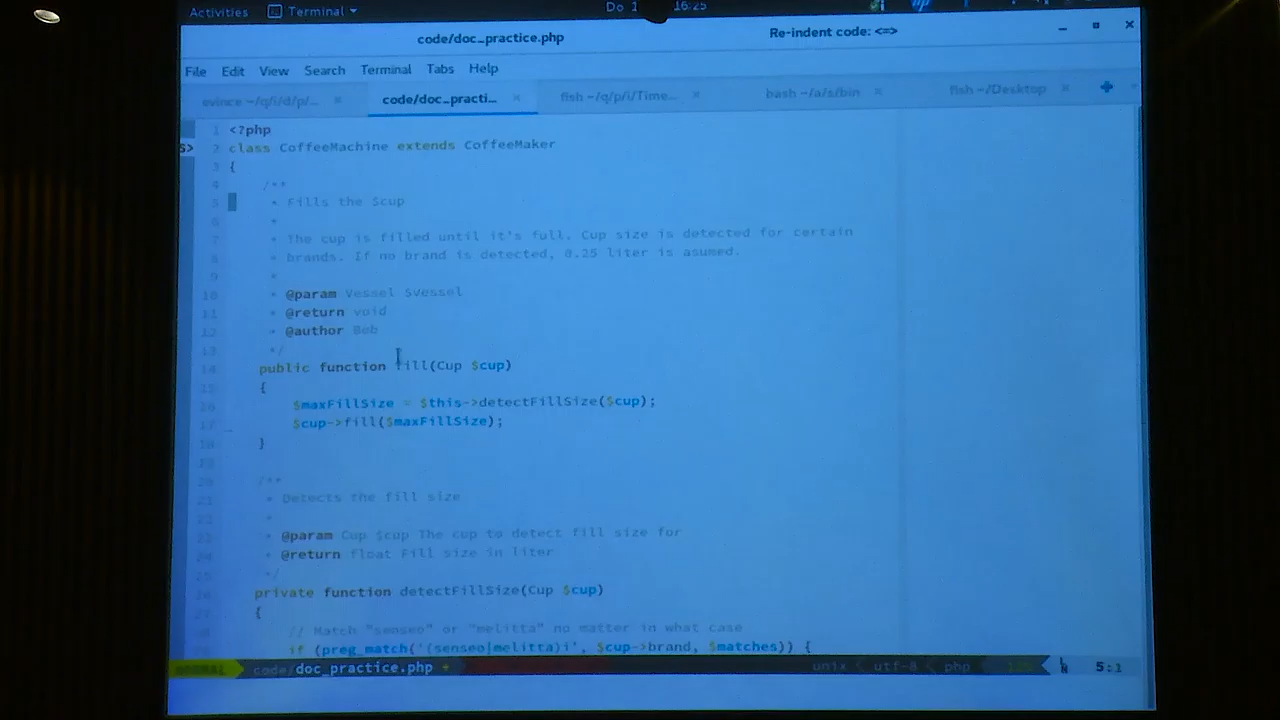 Activities Terminal Do 1 16:25
code/doc_practice.php Re-indent code: <=>
File Edit View Search Terminal Tabs Help
evince ~/q/i/d/p/… × code/doc_practi… × fish ~/q/p/i/Time… × bash ~/a/s/bin × fish ~/Desktop ×
1 <?php
S> 2 class CoffeeMachine extends CoffeeMaker
3 {
4 /**
5 * Fills the $cup
6 *
7 * The cup is filled until it's full. Cup size is detected for certain
8 * brands. If no brand is detected, 0.25 liter is asumed.
9 *
10 * @param Vessel $vessel
11 * @return void
12 * @author Bob
13 */
14 public function fill(Cup $cup)
15 {
16 $maxFillSize = $this->detectFillSize($cup);
17 $cup->fill($maxFillSize);
18 }
19
20 /**
21 * Detects the fill size
22 *
23 * @param Cup $cup The cup to detect fill size for
24 * @return float Fill size in liter
25 */
26 private function detectFillSize(Cup $cup)
27 {
28 // Match "senseo" or "melitta" no matter in what case
29 if (preg_match('(senseo|melitta)i', $cup->brand, $matches)) {
NORMAL code/doc_practice.php + unix < utf-8 < php 5:1